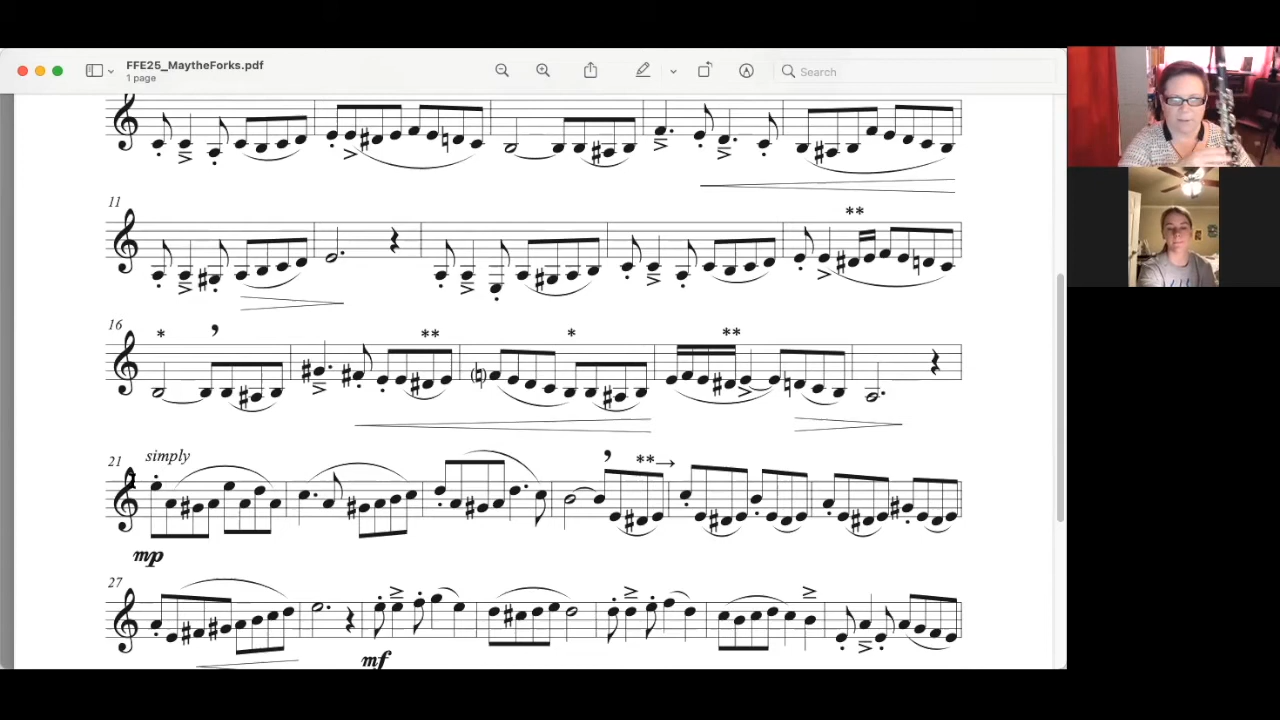 FFE25_MaytheForks.pdf
1 page
Search
11
**
16
* ’ ** * **
21
simply
’ **→
mp
27
mf